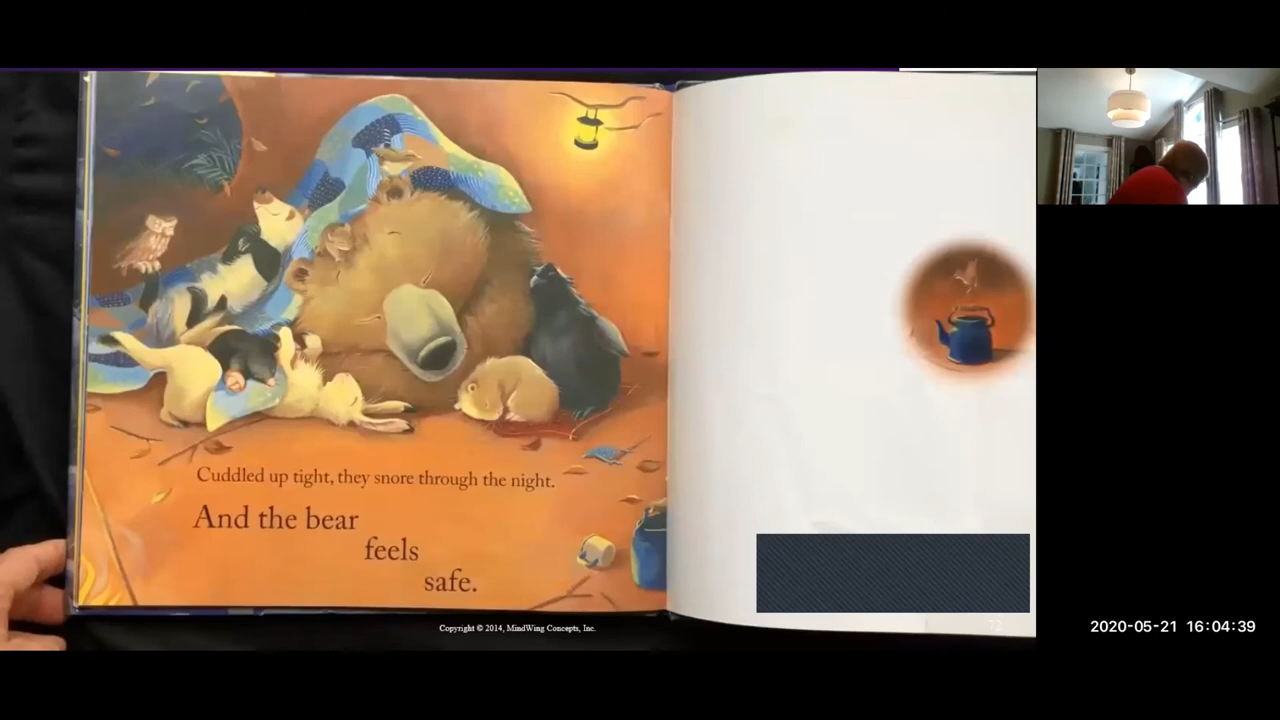 Cuddled up tight, they snore through the night.
And the bear
feels
safe.
Copyright © 2014, MindWing Concepts, Inc.
72
2020-05-21 16:04:39